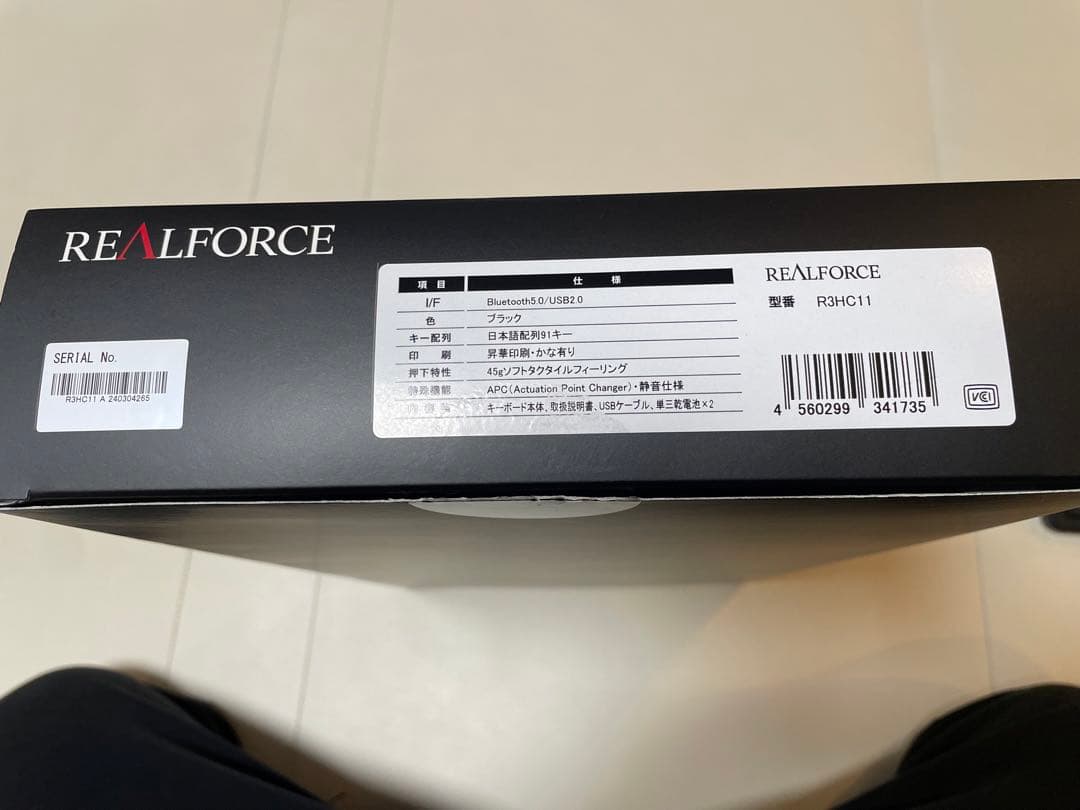 REALFORCE
SERIAL No.
R3HC11 A 240304265
項目 仕様
I/F Bluetooth5.0/USB2.0
色 ブラック
キー配列 日本語配列91キー
印刷 昇華印刷・かな有り
押下特性 45gソフトタクタイルフィーリング
特殊機能 APC(Actuation Point Changer)・静音仕様
キーボード本体、取扱説明書、USBケーブル、単三乾電池×2
REALFORCE
型番 R3HC11
4 560299 341735
VCCI